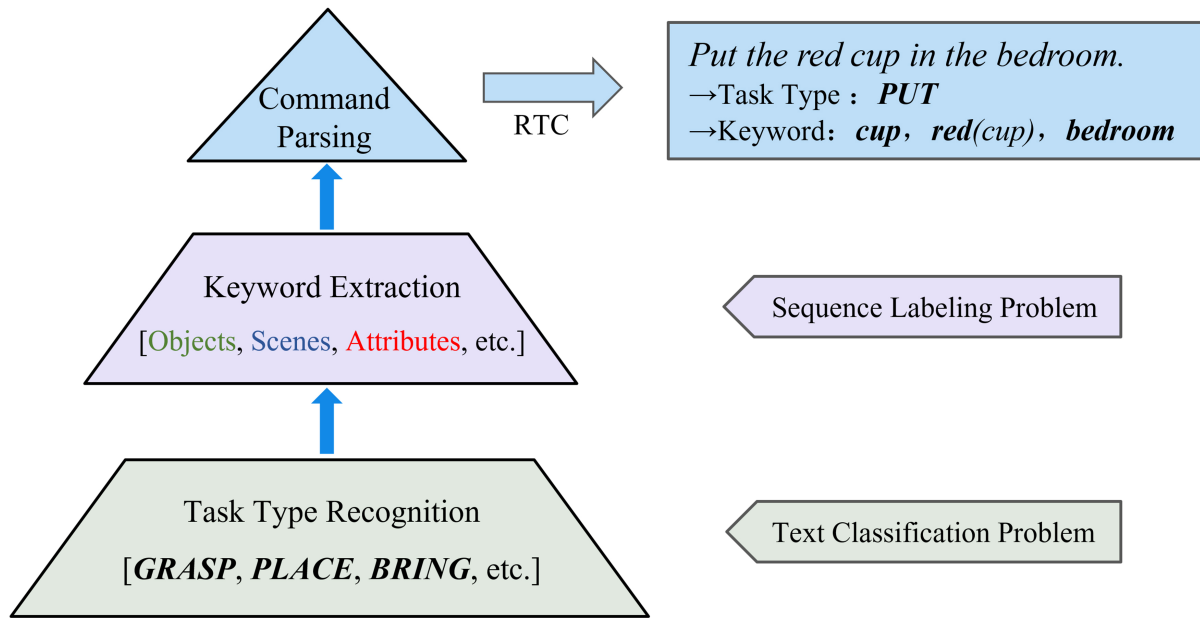 Command
Parsing
RTC
Put the red cup in the bedroom.
→Task Type： PUT
→Keyword：cup，red(cup)，bedroom
Keyword Extraction
[Objects, Scenes, Attributes, etc.]
Sequence Labeling Problem
Task Type Recognition
[GRASP, PLACE, BRING, etc.]
Text Classification Problem